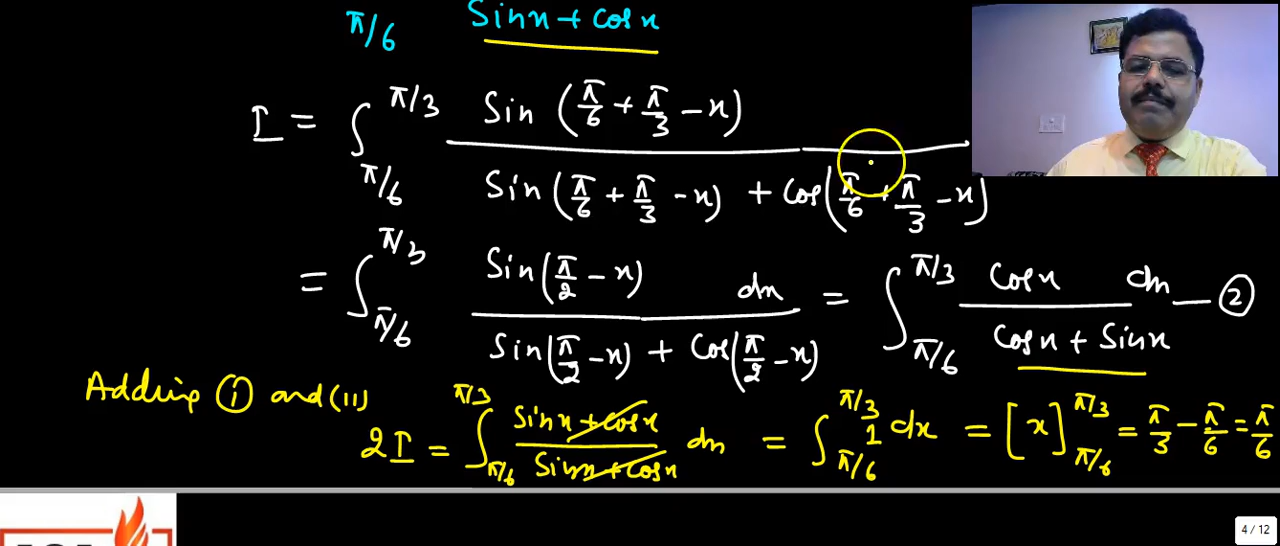 π/6 Sinx + Cosx
I = ∫ π/3 π/6 Sin (π/6 + π/3 - x) / Sin (π/6 + π/3 - x) + Cos (π/6 + π/3 - x)
= ∫ π/3 π/6 Sin (π/2 - x) / Sin (π/2 - x) + Cos (π/2 - x) dx = ∫ π/3 π/6 Cosx / Cosx + Sinx dx — ②
Adding ① and (11)
2I = ∫ π/3 π/6 Sinx + Cosx / Sinx + Cosx dx = ∫ π/3 π/6 1 dx = [x] π/3 π/6 = π/3 - π/6 = π/6
4 / 12